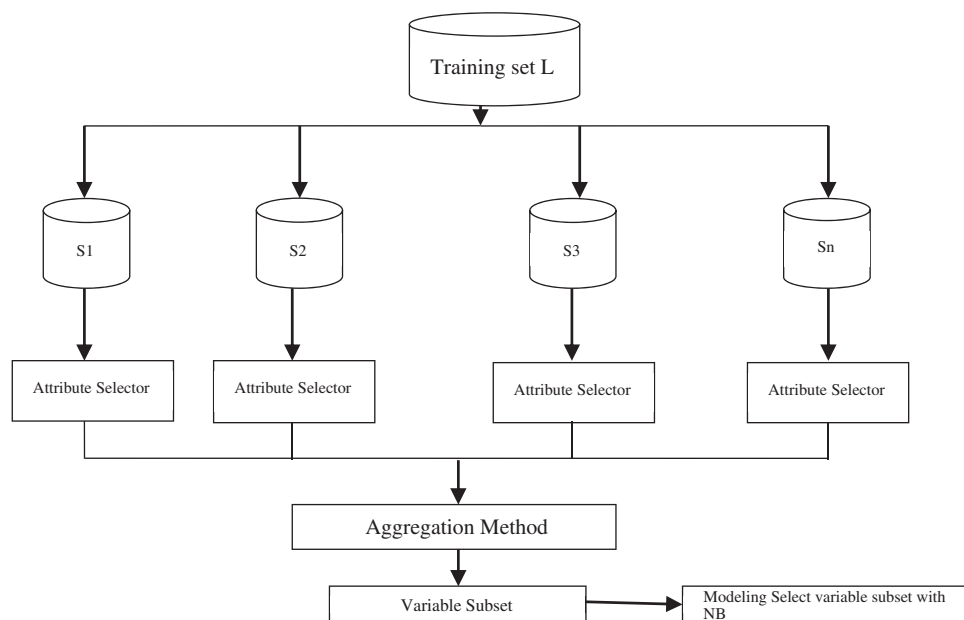 Training set L
S1
S2
S3
Sn
Attribute Selector
Attribute Selector
Attribute Selector
Attribute Selector
Aggregation Method
Variable Subset
Modeling Select variable subset with
NB